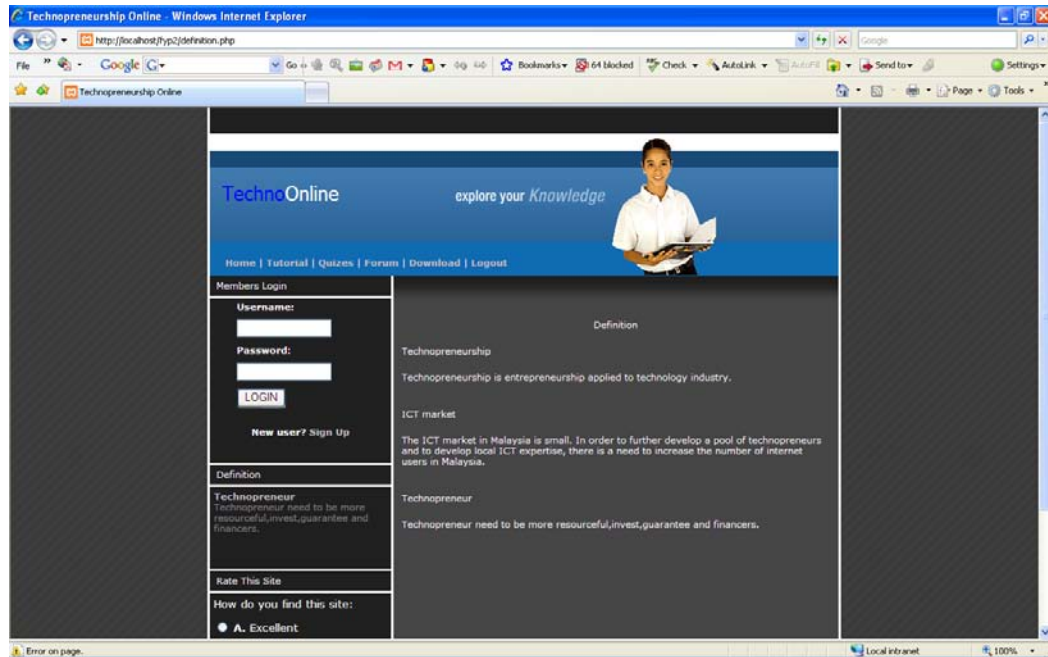 Technopreneurship Online - Windows Internet Explorer
http://localhost/fyp2/definition.php
Google
File » Google Go Bookmarks 64 blocked Check AutoLink AutoFill Send to Settings
Technopreneurship Online
Page Tools »
TechnoOnline
explore your Knowledge
Home | Tutorial | Quizes | Forum | Download | Logout
Members Login
Username:
Password:
LOGIN
New user? Sign Up
Definition
Technopreneur
Technopreneur need to be more
resourceful,invest,guarantee and
financers.
Rate This Site
How do you find this site:
A. Excellent
Definition
Technopreneurship
Technopreneurship is entrepreneurship applied to technology industry.
ICT market
The ICT market in Malaysia is small. In order to further develop a pool of technopreneurs
and to develop local ICT expertise, there is a need to increase the number of internet
users in Malaysia.
Technopreneur
Technopreneur need to be more resourceful,invest,guarantee and financers.
Error on page.
Local intranet
100%